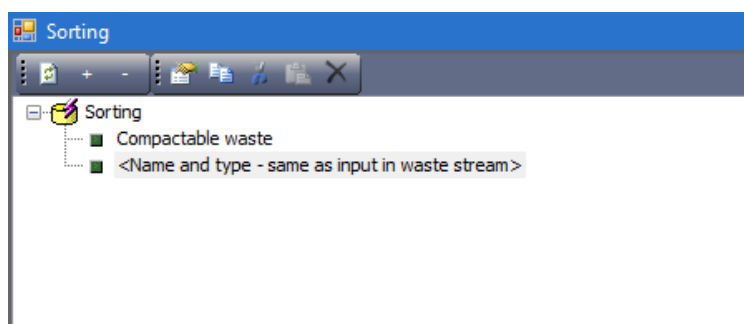 Sorting
+ -
Sorting
Compactable waste
<Name and type - same as input in waste stream>